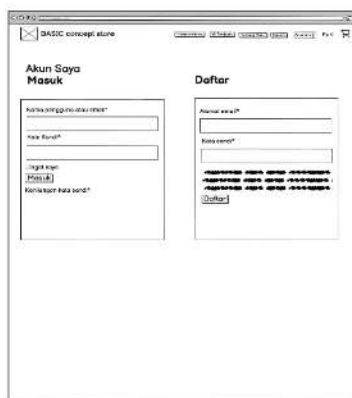 BASIC concept store
Akun Saya
Masuk
Nama pengguna atau email*
Kata Sandi*
Ingat saya
Masuk
Kehilangan kata sandi*
Daftar
Alamat email*
Kata sandi*
Daftar